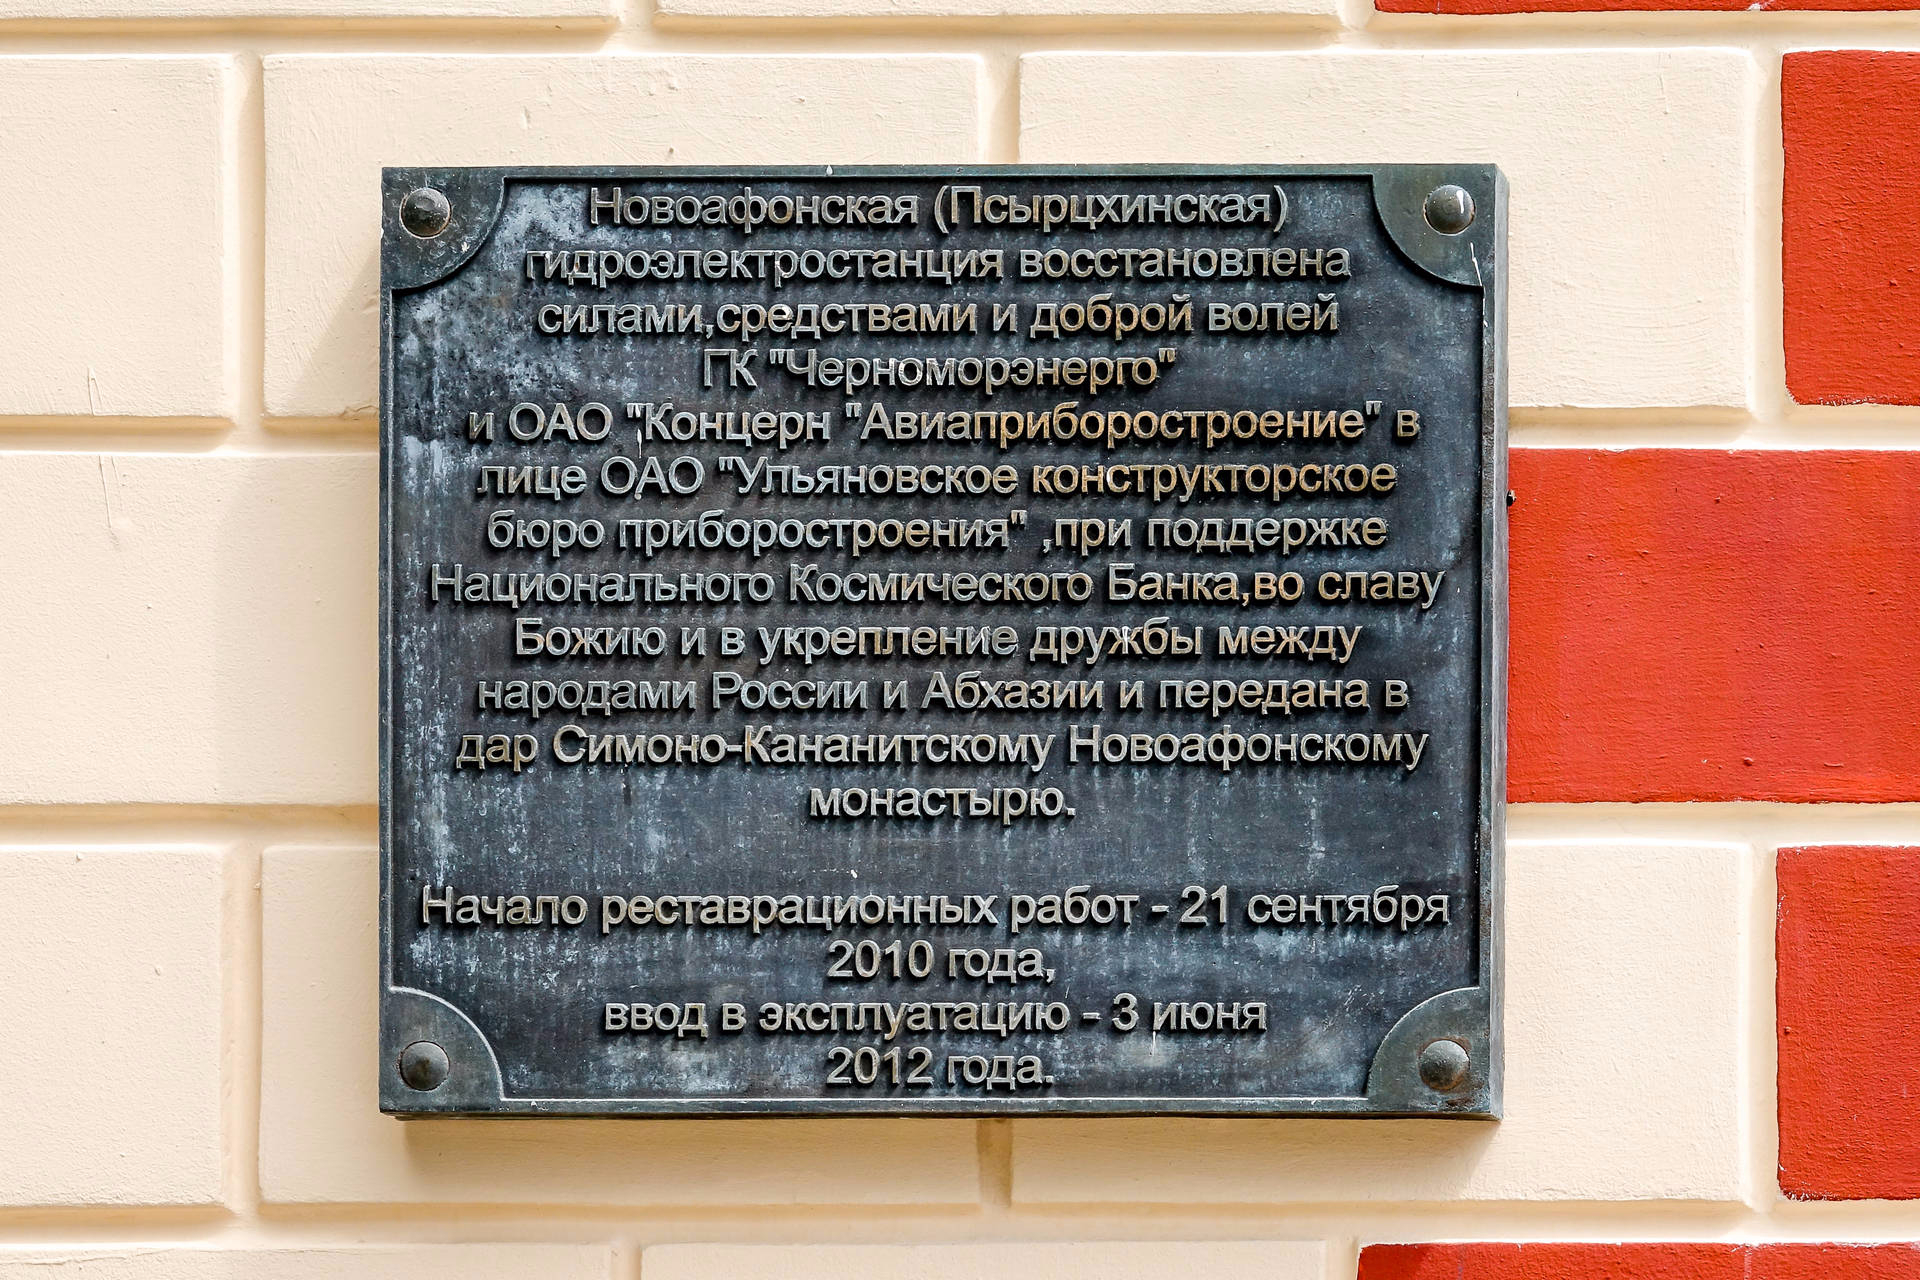 Новоафонская (Псырцхинская)
гидроэлектростанция восстановлена
силами,средствами и доброй волей
ГК "Черноморэнерго"
и ОАО "Концерн "Авиаприборостроение" в
лице ОАО "Ульяновское конструкторское
бюро приборостроения" ,при поддержке
Национального Космического Банка,во славу
Божию и в укрепление дружбы между
народами России и Абхазии и передана в
дар Симоно-Кананитскому Новоафонскому
монастырю.
Начало реставрационных работ - 21 сентября
2010 года,
ввод в эксплуатацию - 3 июня
2012 года.